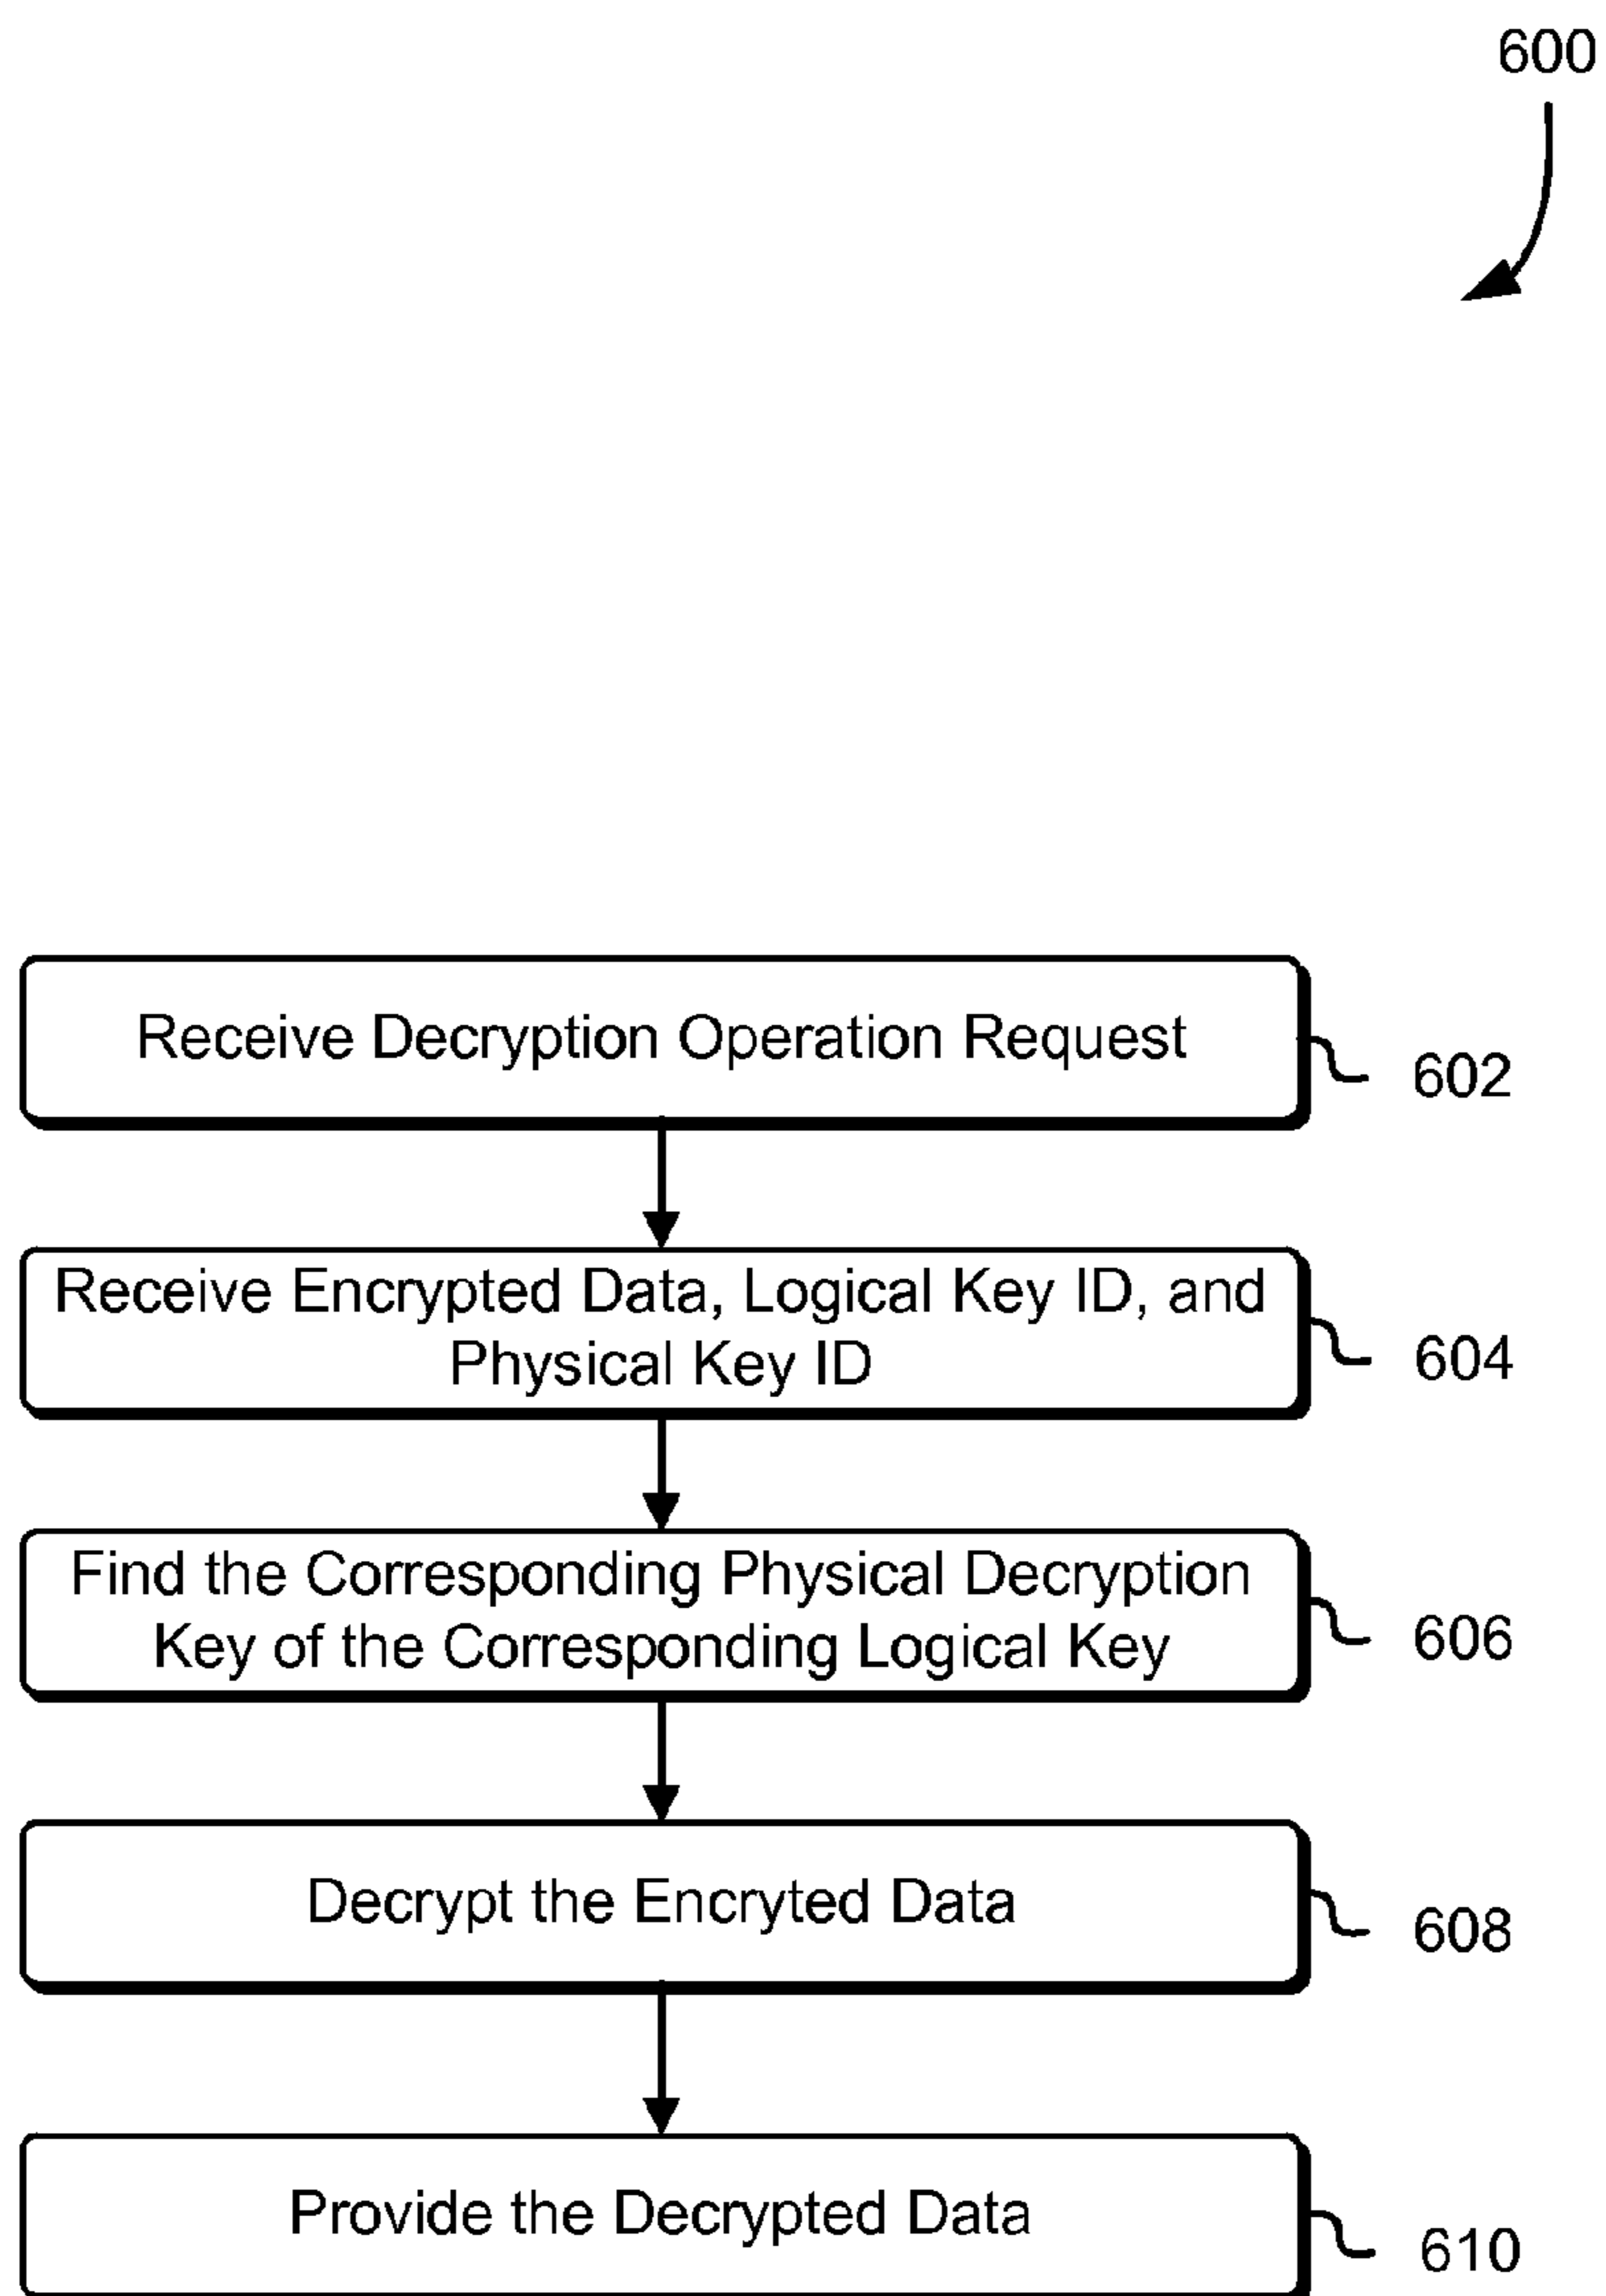 600
Receive Decryption Operation Request
602
Receive Encrypted Data, Logical Key ID, and
Physical Key ID
604
Find the Corresponding Physical Decryption
Key of the Corresponding Logical Key
606
Decrypt the Encryted Data
608
Provide the Decrypted Data
610